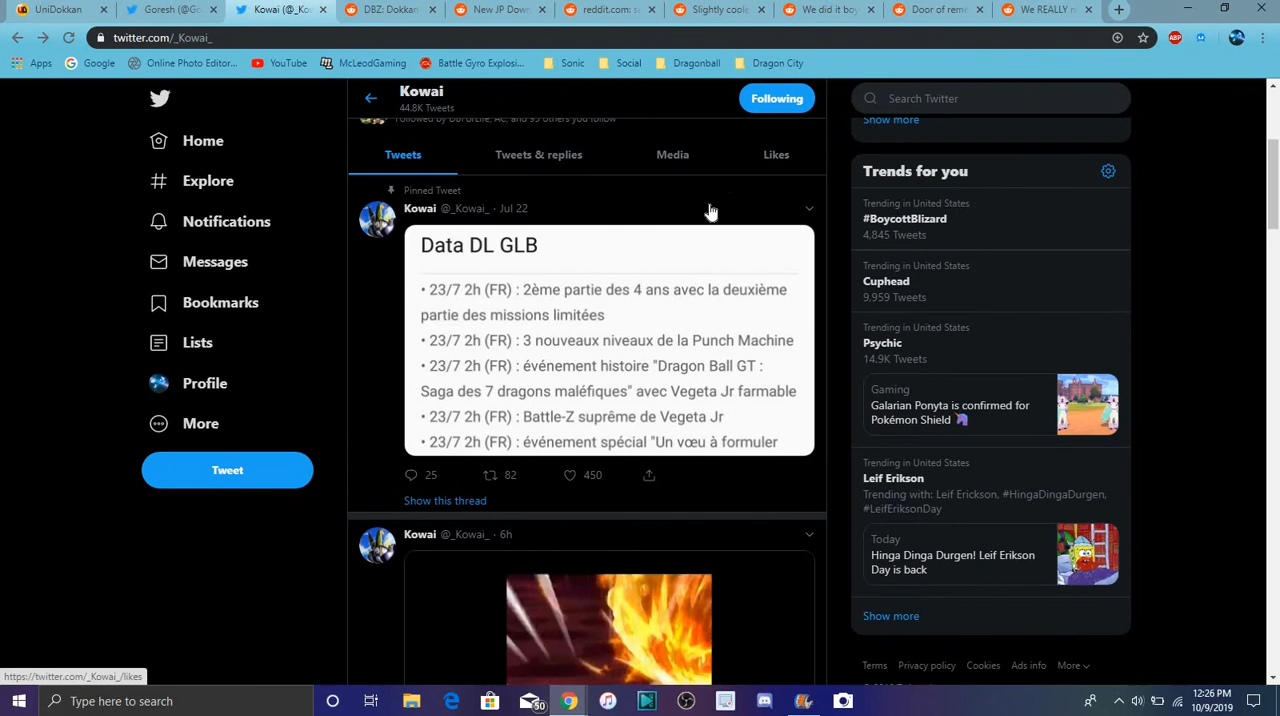 UniDokkan
Goresh (@Go
Kowai (@_Ko
DBZ: Dokkan
New JP Down
reddit.com: se
Slightly coole
We did it boy
Door of reme
We REALLY n
twitter.com/_Kowai_
ABP
Apps
Google
Online Photo Editor...
YouTube
McLeodGaming
Battle Gyro Explosi...
Sonic
Social
Dragonball
Dragon City
Home
Explore
Notifications
Messages
Bookmarks
Lists
Profile
More
Tweet
Kowai
44.8K Tweets
Following
Tweets
Tweets & replies
Media
Likes
Pinned Tweet
Kowai @_Kowai_ · Jul 22
Data DL GLB
• 23/7 2h (FR) : 2ème partie des 4 ans avec la deuxième
partie des missions limitées
• 23/7 2h (FR) : 3 nouveaux niveaux de la Punch Machine
• 23/7 2h (FR) : événement histoire "Dragon Ball GT :
Saga des 7 dragons maléfiques" avec Vegeta Jr farmable
• 23/7 2h (FR) : Battle-Z suprême de Vegeta Jr
• 23/7 2h (FR) : événement spécial "Un vœu à formuler
25
82
450
Show this thread
Kowai @_Kowai_ · 6h
Search Twitter
Show more
Trends for you
Trending in United States
#BoycottBlizard
4,845 Tweets
Trending in United States
Cuphead
9,959 Tweets
Trending in United States
Psychic
14.9K Tweets
Gaming
Galarian Ponyta is confirmed for
Pokémon Shield
Trending in United States
Leif Erikson
Trending with: Leif Erickson, #HingaDingaDurgen,
#LeifEriksonDay
Today
Hinga Dinga Durgen! Leif Erikson
Day is back
Show more
Terms Privacy policy Cookies Ads info More
https://twitter.com/_Kowai_/likes
Type here to search
50
12:26 PM
10/9/2019